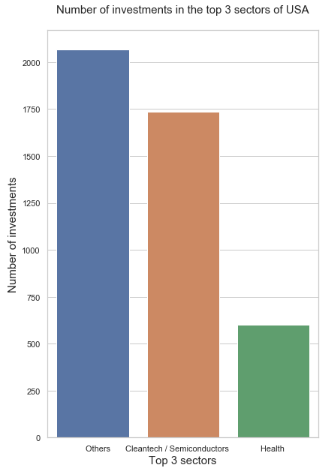 Number of investments in the top 3 sectors of USA
2000
1750
1500
1250
1000
750
500
250
0
Number of investments
Others Cleantech / Semiconductors Health
Top 3 sectors